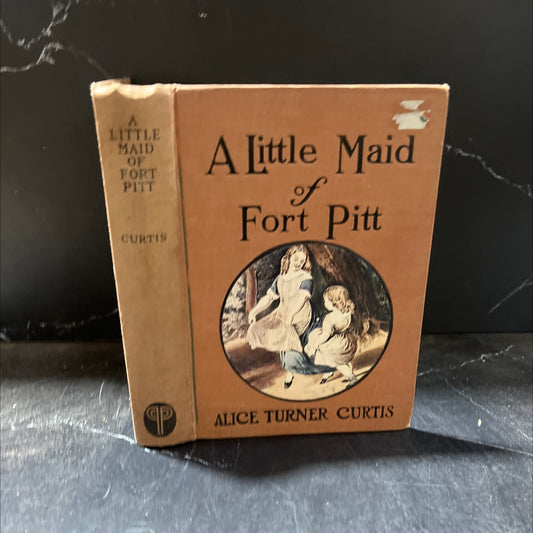 A
LITTLE
MAID
OF
FORT
PITT
CURTIS
A Little Maid
of
Fort Pitt
ALICE TURNER CURTIS